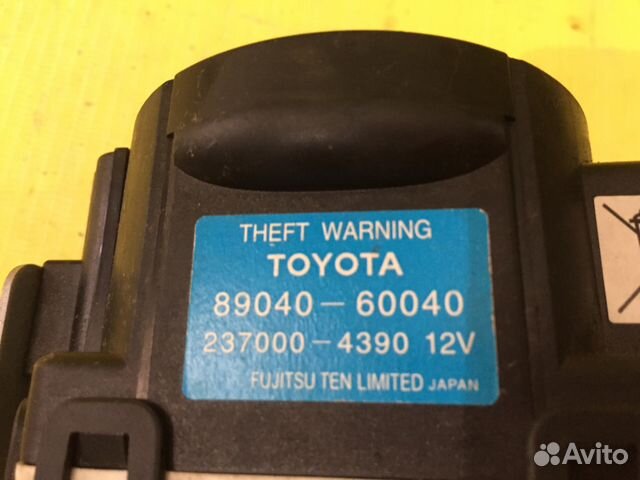 THEFT WARNING
TOYOTA
89040-60040
237000-4390 12V
FUJITSU TEN LIMITED JAPAN
Avito